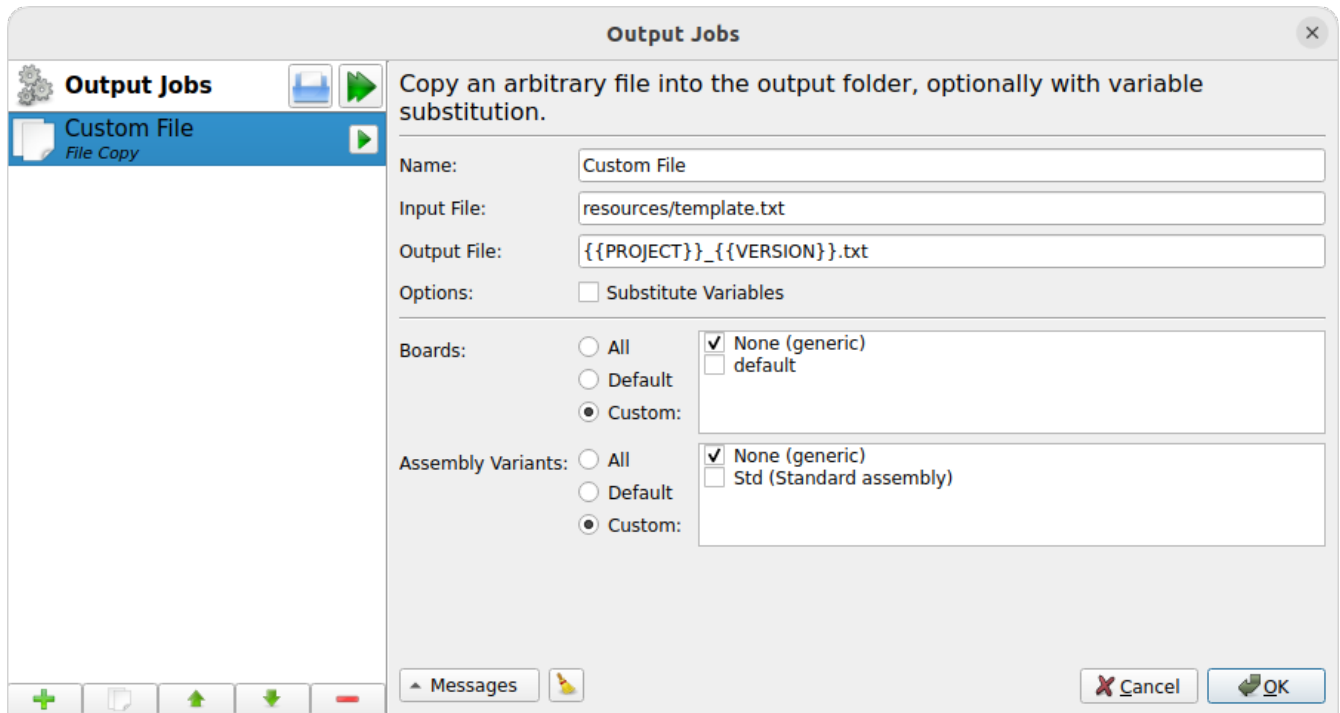 Output Jobs
Output Jobs
Custom File
File Copy
Copy an arbitrary file into the output folder, optionally with variable
substitution.
Name: Custom File
Input File: resources/template.txt
Output File: {{PROJECT}}_{{VERSION}}.txt
Options: Substitute Variables
Boards:
All
Default
Custom:
None (generic)
default
Assembly Variants:
All
Default
Custom:
None (generic)
Std (Standard assembly)
Messages
Cancel
OK